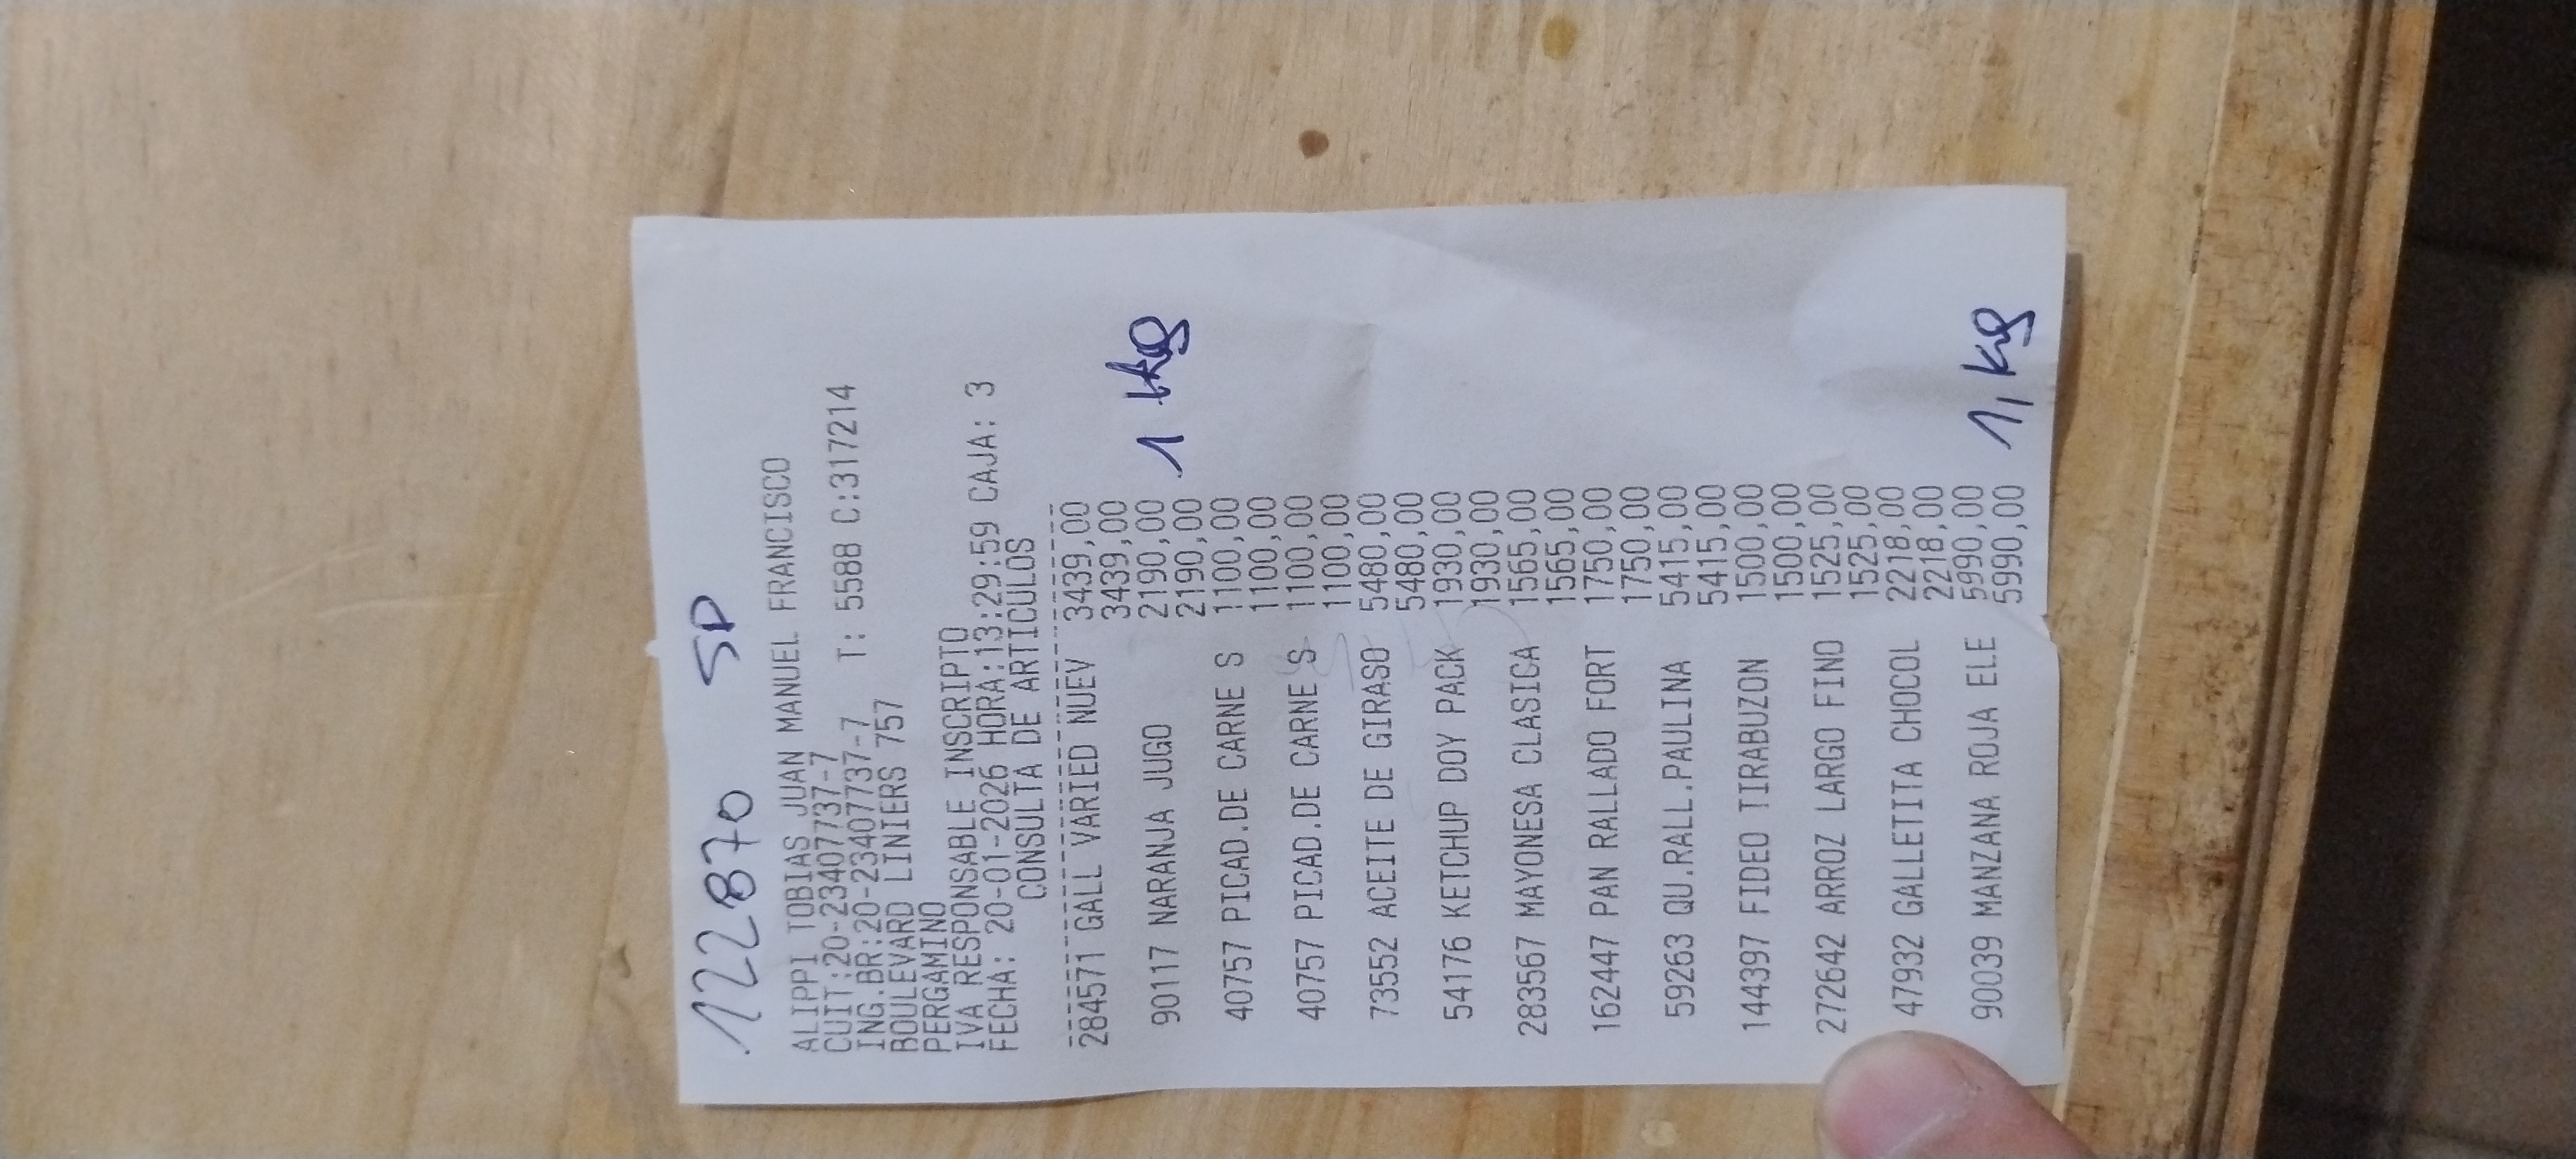 122870 SD
ALIPPI TOBIAS JUAN MANUEL FRANCISCO
CUIT:20-23407737-7
ING.BR:20-23407737-7 T: 5588 C:317214
BOULEVARD LINIERS 757
PERGAMINO
IVA RESPONSABLE INSCRIPTO
FECHA: 20-01-2026 HORA:13:29:59 CAJA: 3
CONSULTA DE ARTICULOS
284571 GALL VARIED NUEV 3439,00
3439,00
90117 NARANJA JUGO 2190,00 1 kg
2190,00
40757 PICAD.DE CARNE S 1100,00
1100,00
40757 PICAD.DE CARNE S 1100,00
1100,00
73552 ACEITE DE GIRASO 5480,00
5480,00
54176 KETCHUP DOY PACK 1930,00
1930,00
283567 MAYONESA CLASICA 1565,00
1565,00
162447 PAN RALLADO FORT 1750,00
1750,00
59263 QU.RALL.PAULINA 5415,00
5415,00
144397 FIDEO TIRABUZON 1500,00
1500,00
272642 ARROZ LARGO FINO 1525,00
1525,00
47932 GALLETITA CHOCOL 2218,00
2218,00
90039 MANZANA ROJA ELE 5990,00 1, kg
5990,00